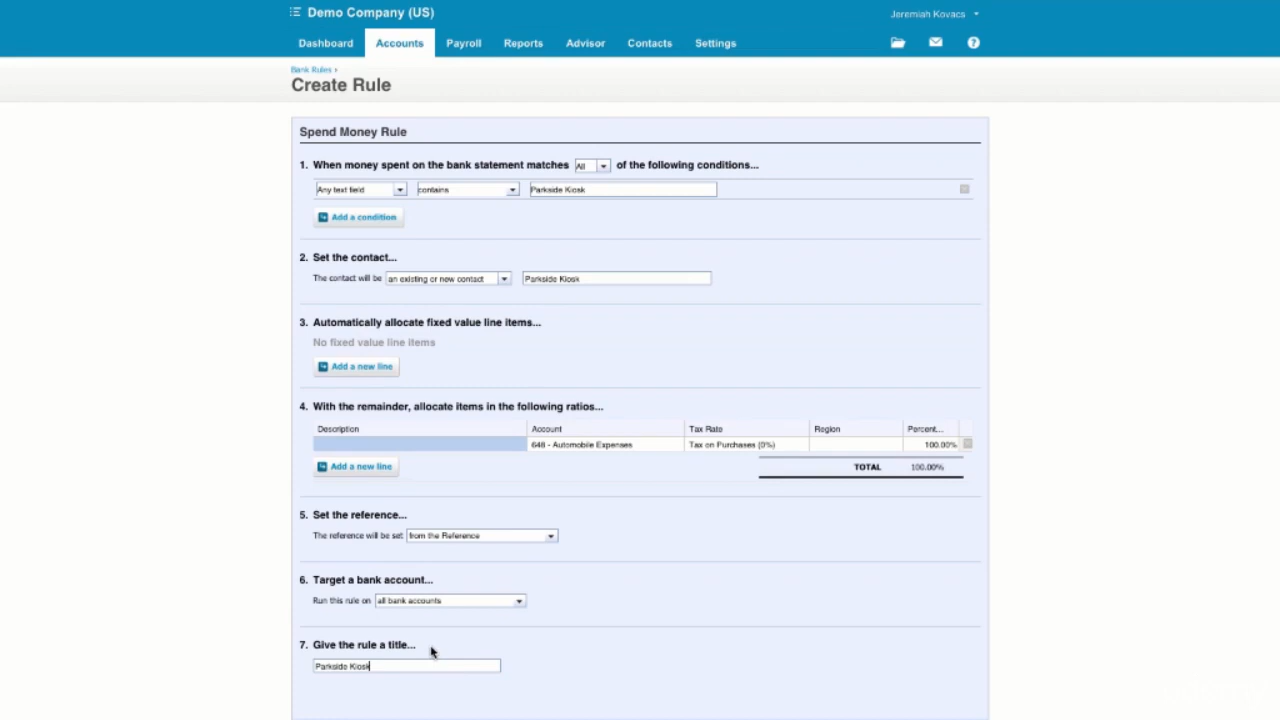 Demo Company (US)
Jeremiah Kovacs
Dashboard Accounts Payroll Reports Advisor Contacts Settings
Bank Rules ›
Create Rule
Spend Money Rule
1. When money spent on the bank statement matches All of the following conditions...
Any text field contains Parkside Kiosk
Add a condition
2. Set the contact...
The contact will be an existing or new contact Parkside Kiosk
3. Automatically allocate fixed value line items...
No fixed value line items
Add a new line
4. With the remainder, allocate items in the following ratios...
Description Account Tax Rate Region Percent...
648 - Automobile Expenses Tax on Purchases (0%) 100.00%
Add a new line TOTAL 100.00%
5. Set the reference...
The reference will be set from the Reference
6. Target a bank account...
Run this rule on all bank accounts
7. Give the rule a title...
Parkside Kiosk